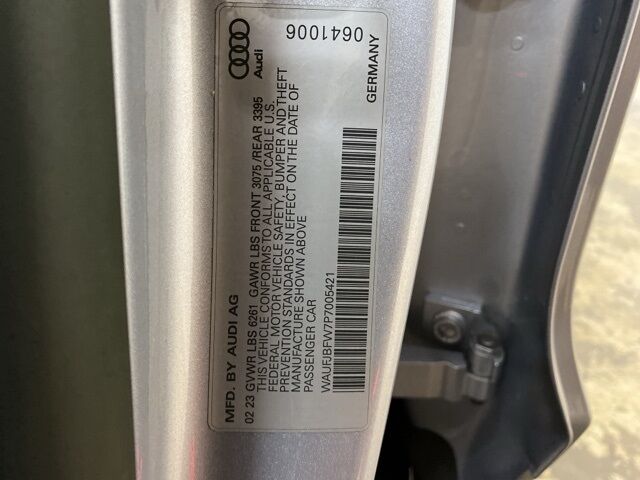 MFD. BY AUDI AG
Audi
02 23 GVWR LBS 6261 GAWR LBS FRONT 3075 /REAR 3395
THIS VEHICLE CONFORMS TO ALL APPLICABLE U.S.
FEDERAL MOTOR VEHICLE SAFETY, BUMPER AND THEFT
PREVENTION STANDARDS IN EFFECT ON THE DATE OF
MANUFACTURE SHOWN ABOVE
PASSENGER CAR
0641006
WAUFJBFW7P7005421
GERMANY